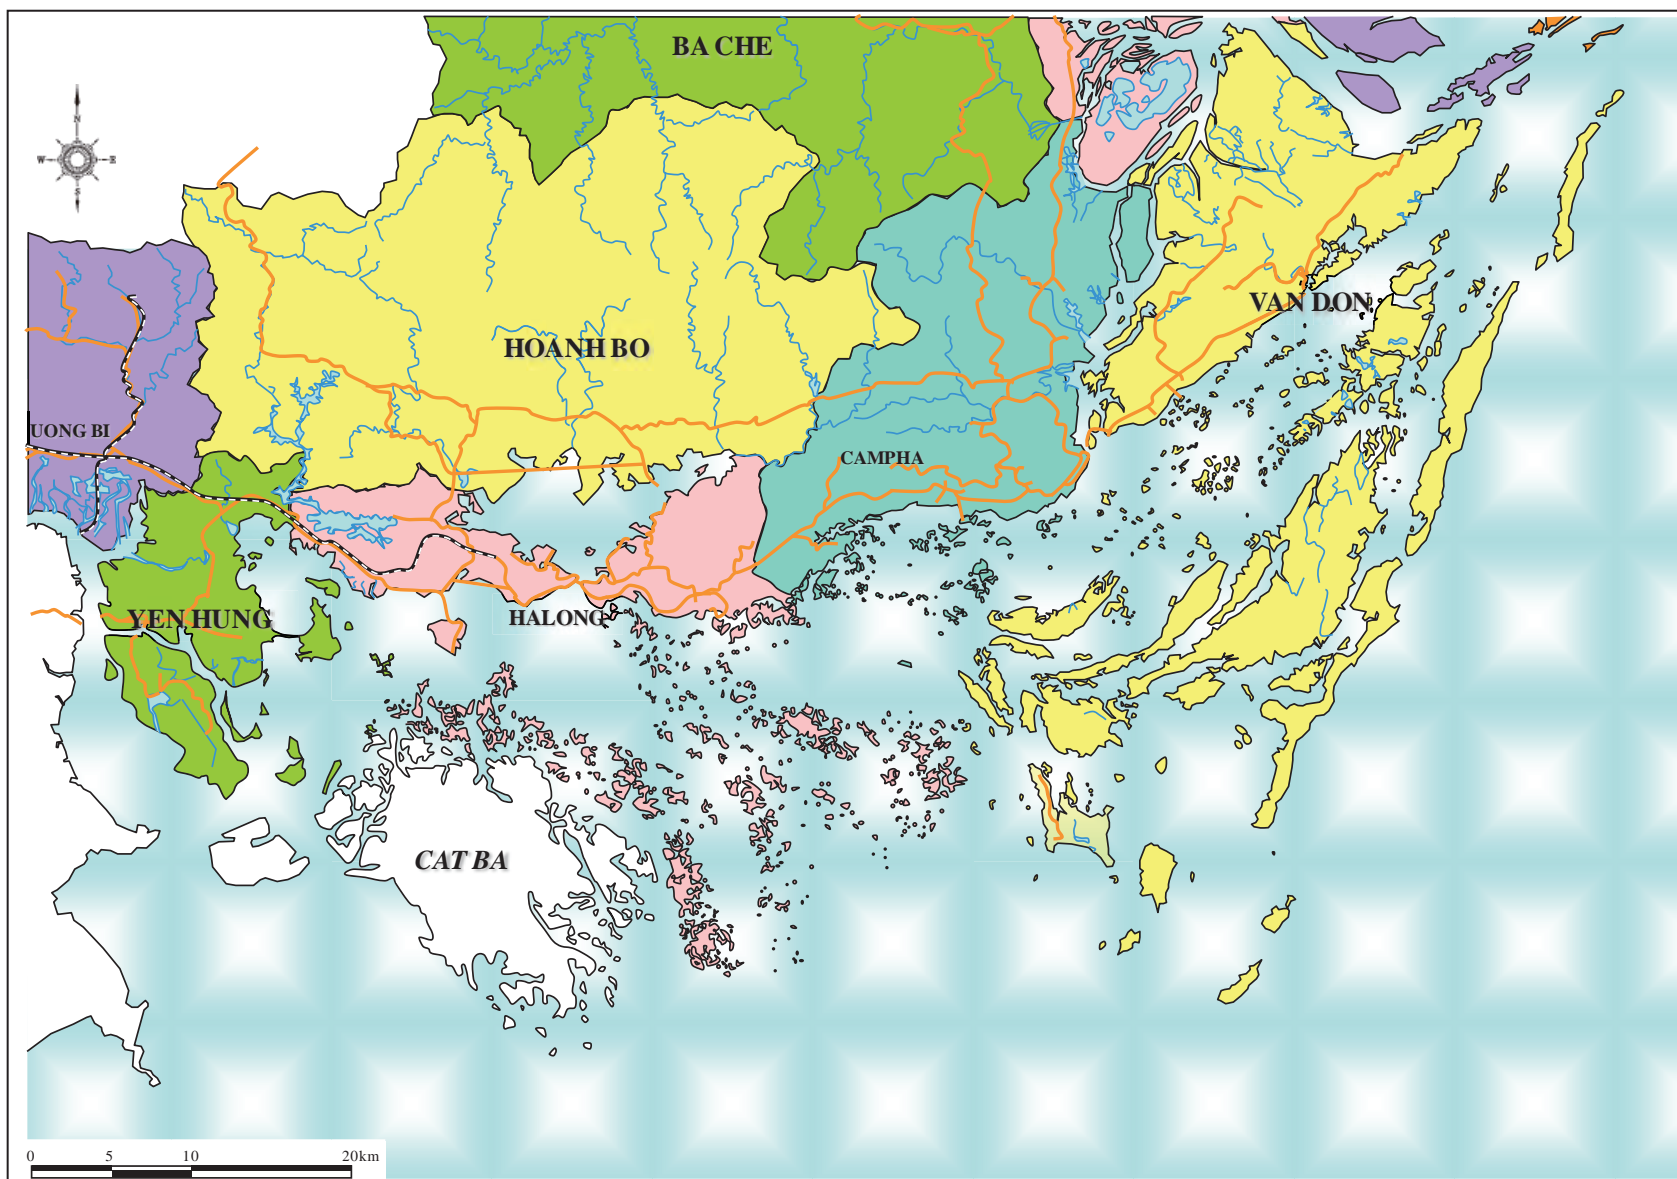 BA CHE
N
W
E
S
VAN DON
HOANH BO
UONG BI
CAMPHA
YEN HUNG
HALONG
CAT BA
0 5 10 20km